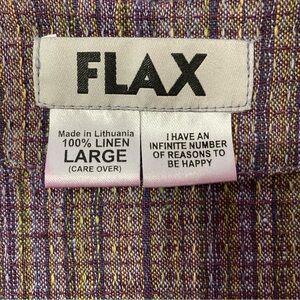 FLAX
Made in Lithuania
100% LINEN
LARGE
(CARE OVER)
I HAVE AN
INFINITE NUMBER
OF REASONS TO
BE HAPPY